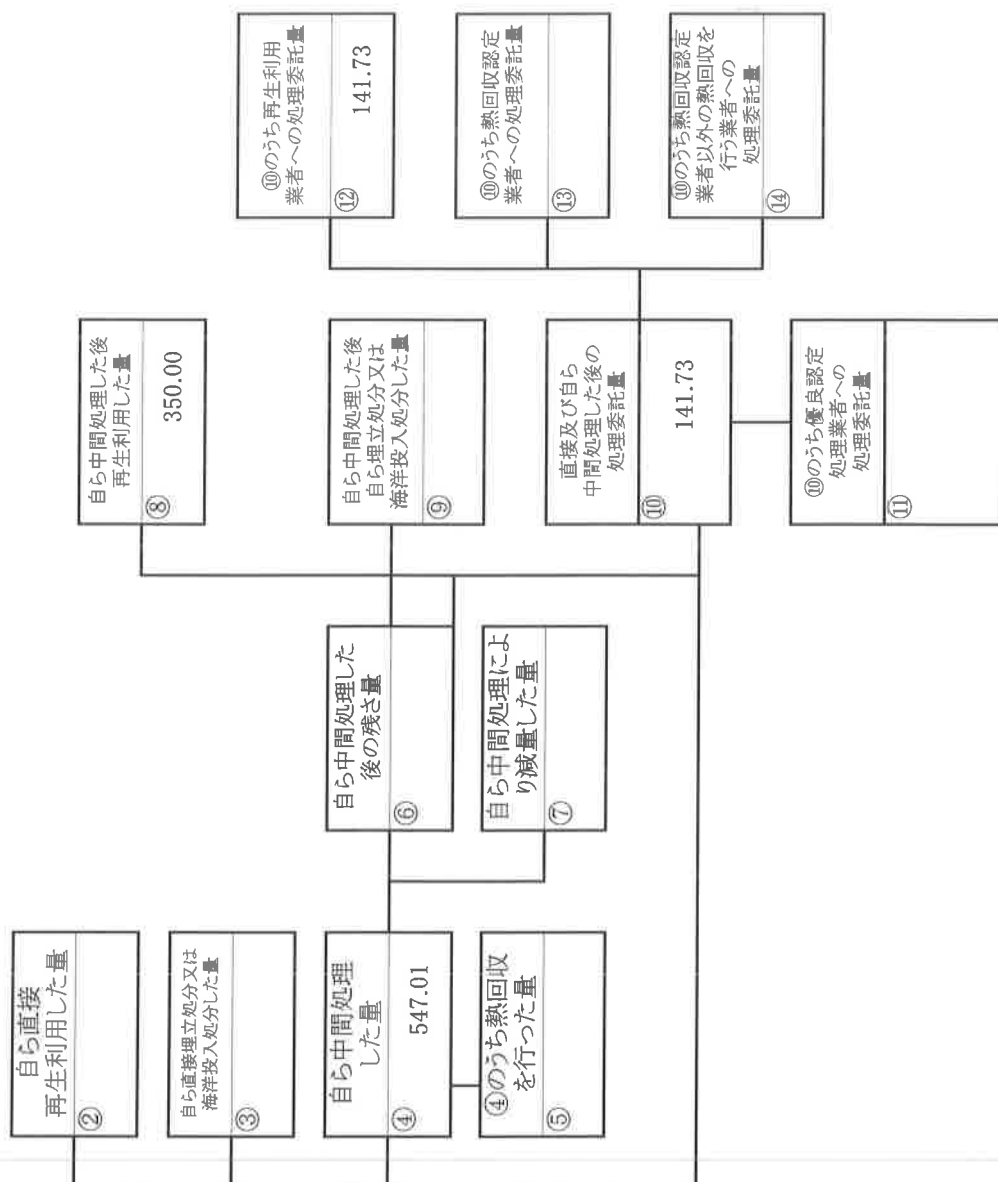 自ら直接
再生利用した量
②
自ら直接埋立処分又は
海洋投入処分した量
③
自ら中間処理
した量
④
547.01
④のうち熱回収
を行った量
⑤
自ら中間処理した
後の残さ量
⑥
自ら中間処理によ
り減量した量
⑦
自ら中間処理した後
再生利用した量
⑧
350.00
自ら中間処理した後
自ら埋立処分又は
海洋投入処分した量
⑨
直接及び自ら
中間処理した後の
処理委託量
⑩
141.73
⑩のうち優良認定
処理業者への
処理委託量
⑪
⑩のうち再生利用
業者への処理委託量
⑫
141.73
⑩のうち熱回収認定
業者への処理委託量
⑬
⑩のうち熱回収認定
業者以外の熱回収を
行う業者への
処理委託量
⑭